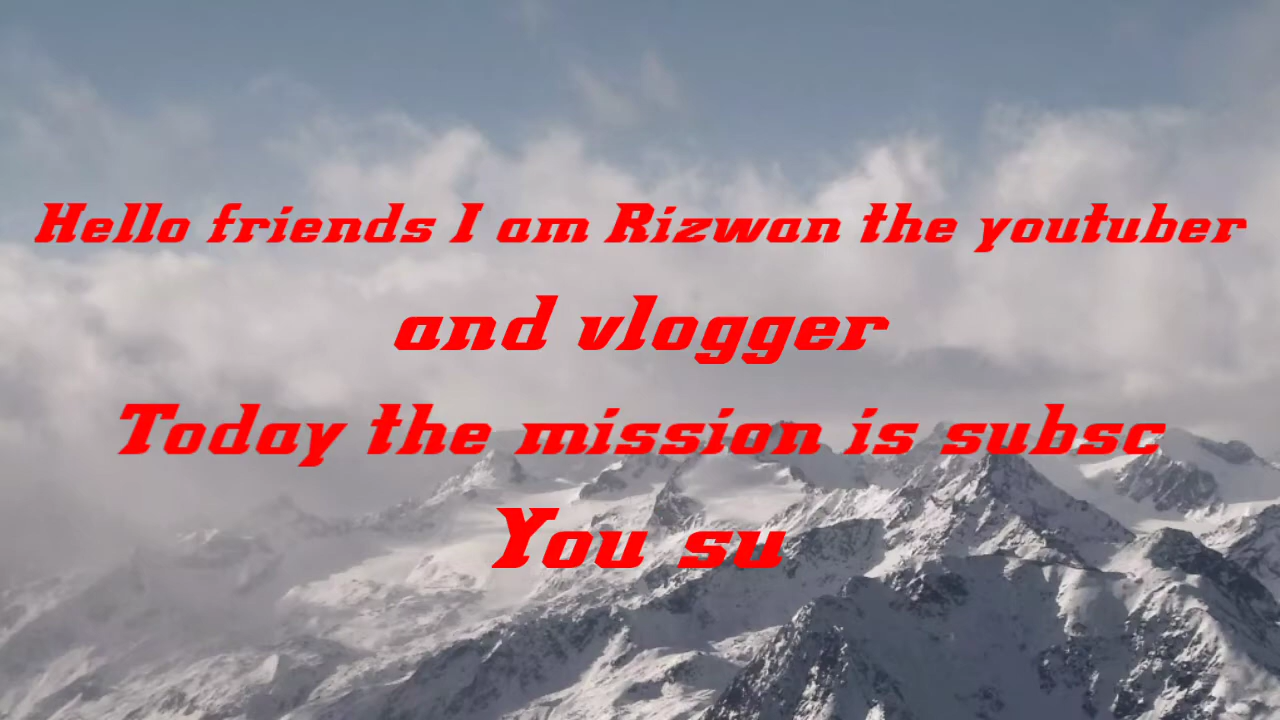 Hello friends I am Rizwan the youtuber
and vlogger
Today the mission is subsc
You su